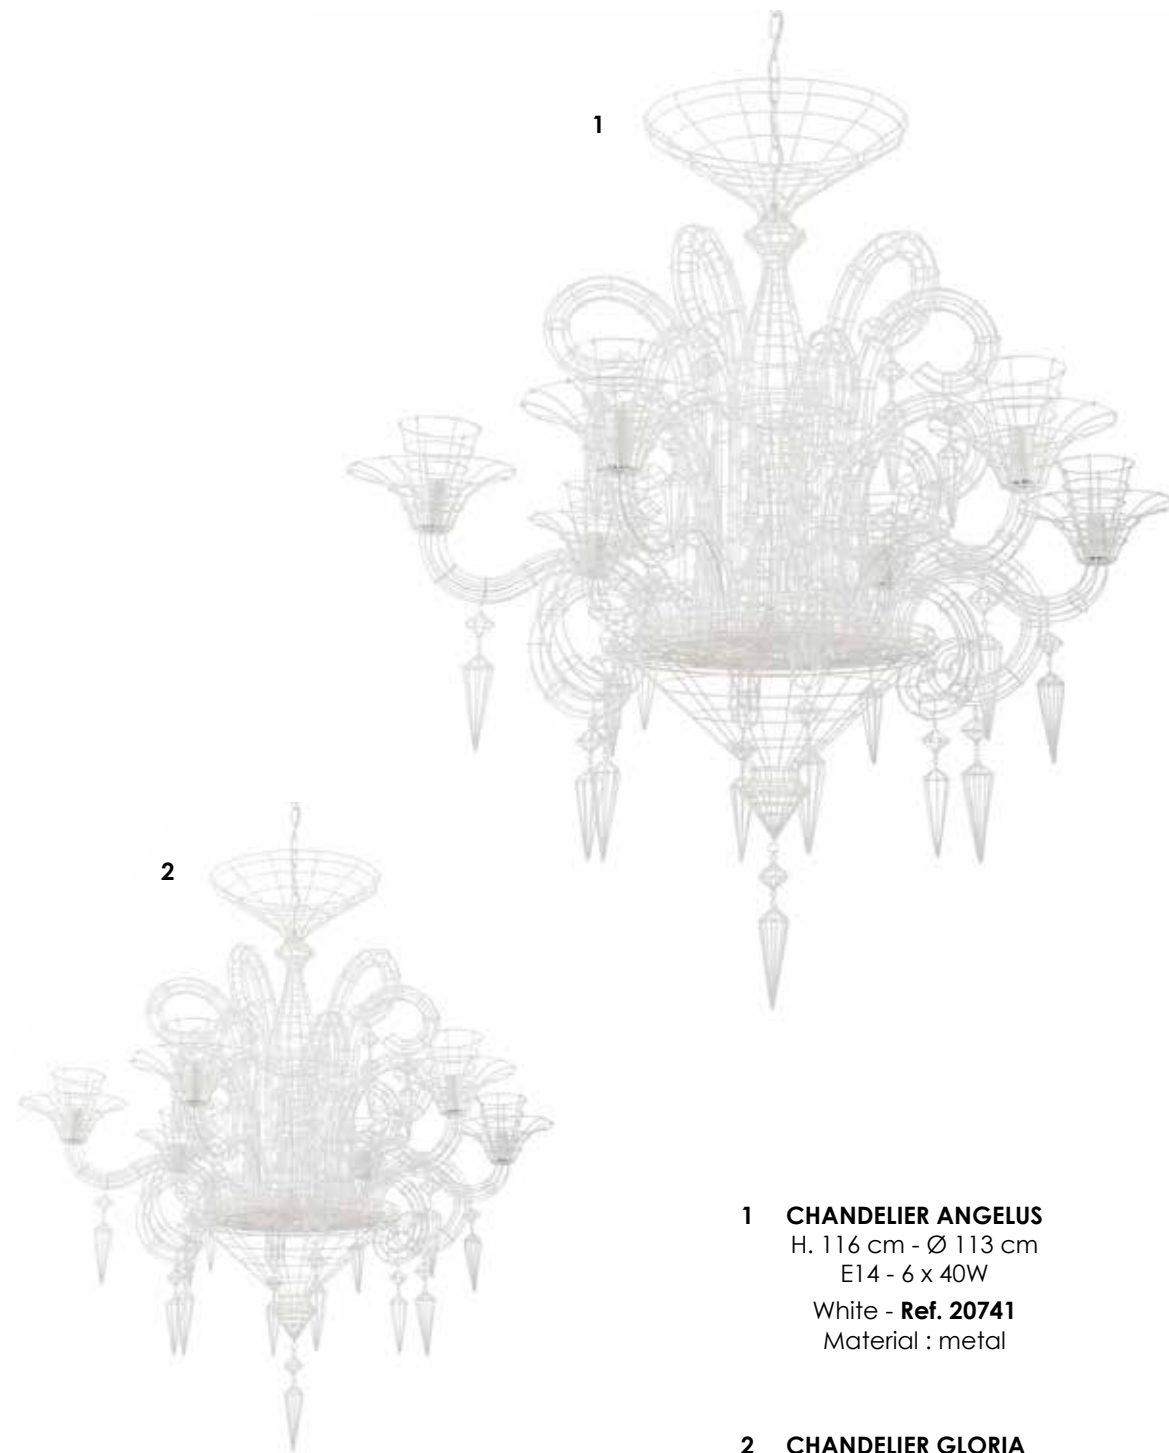 1
2
1 CHANDELIER ANGELUS
H. 116 cm - Ø 113 cm
E14 - 6 x 40W
White - Ref. 20741
Material : metal
2 CHANDELIER GLORIA